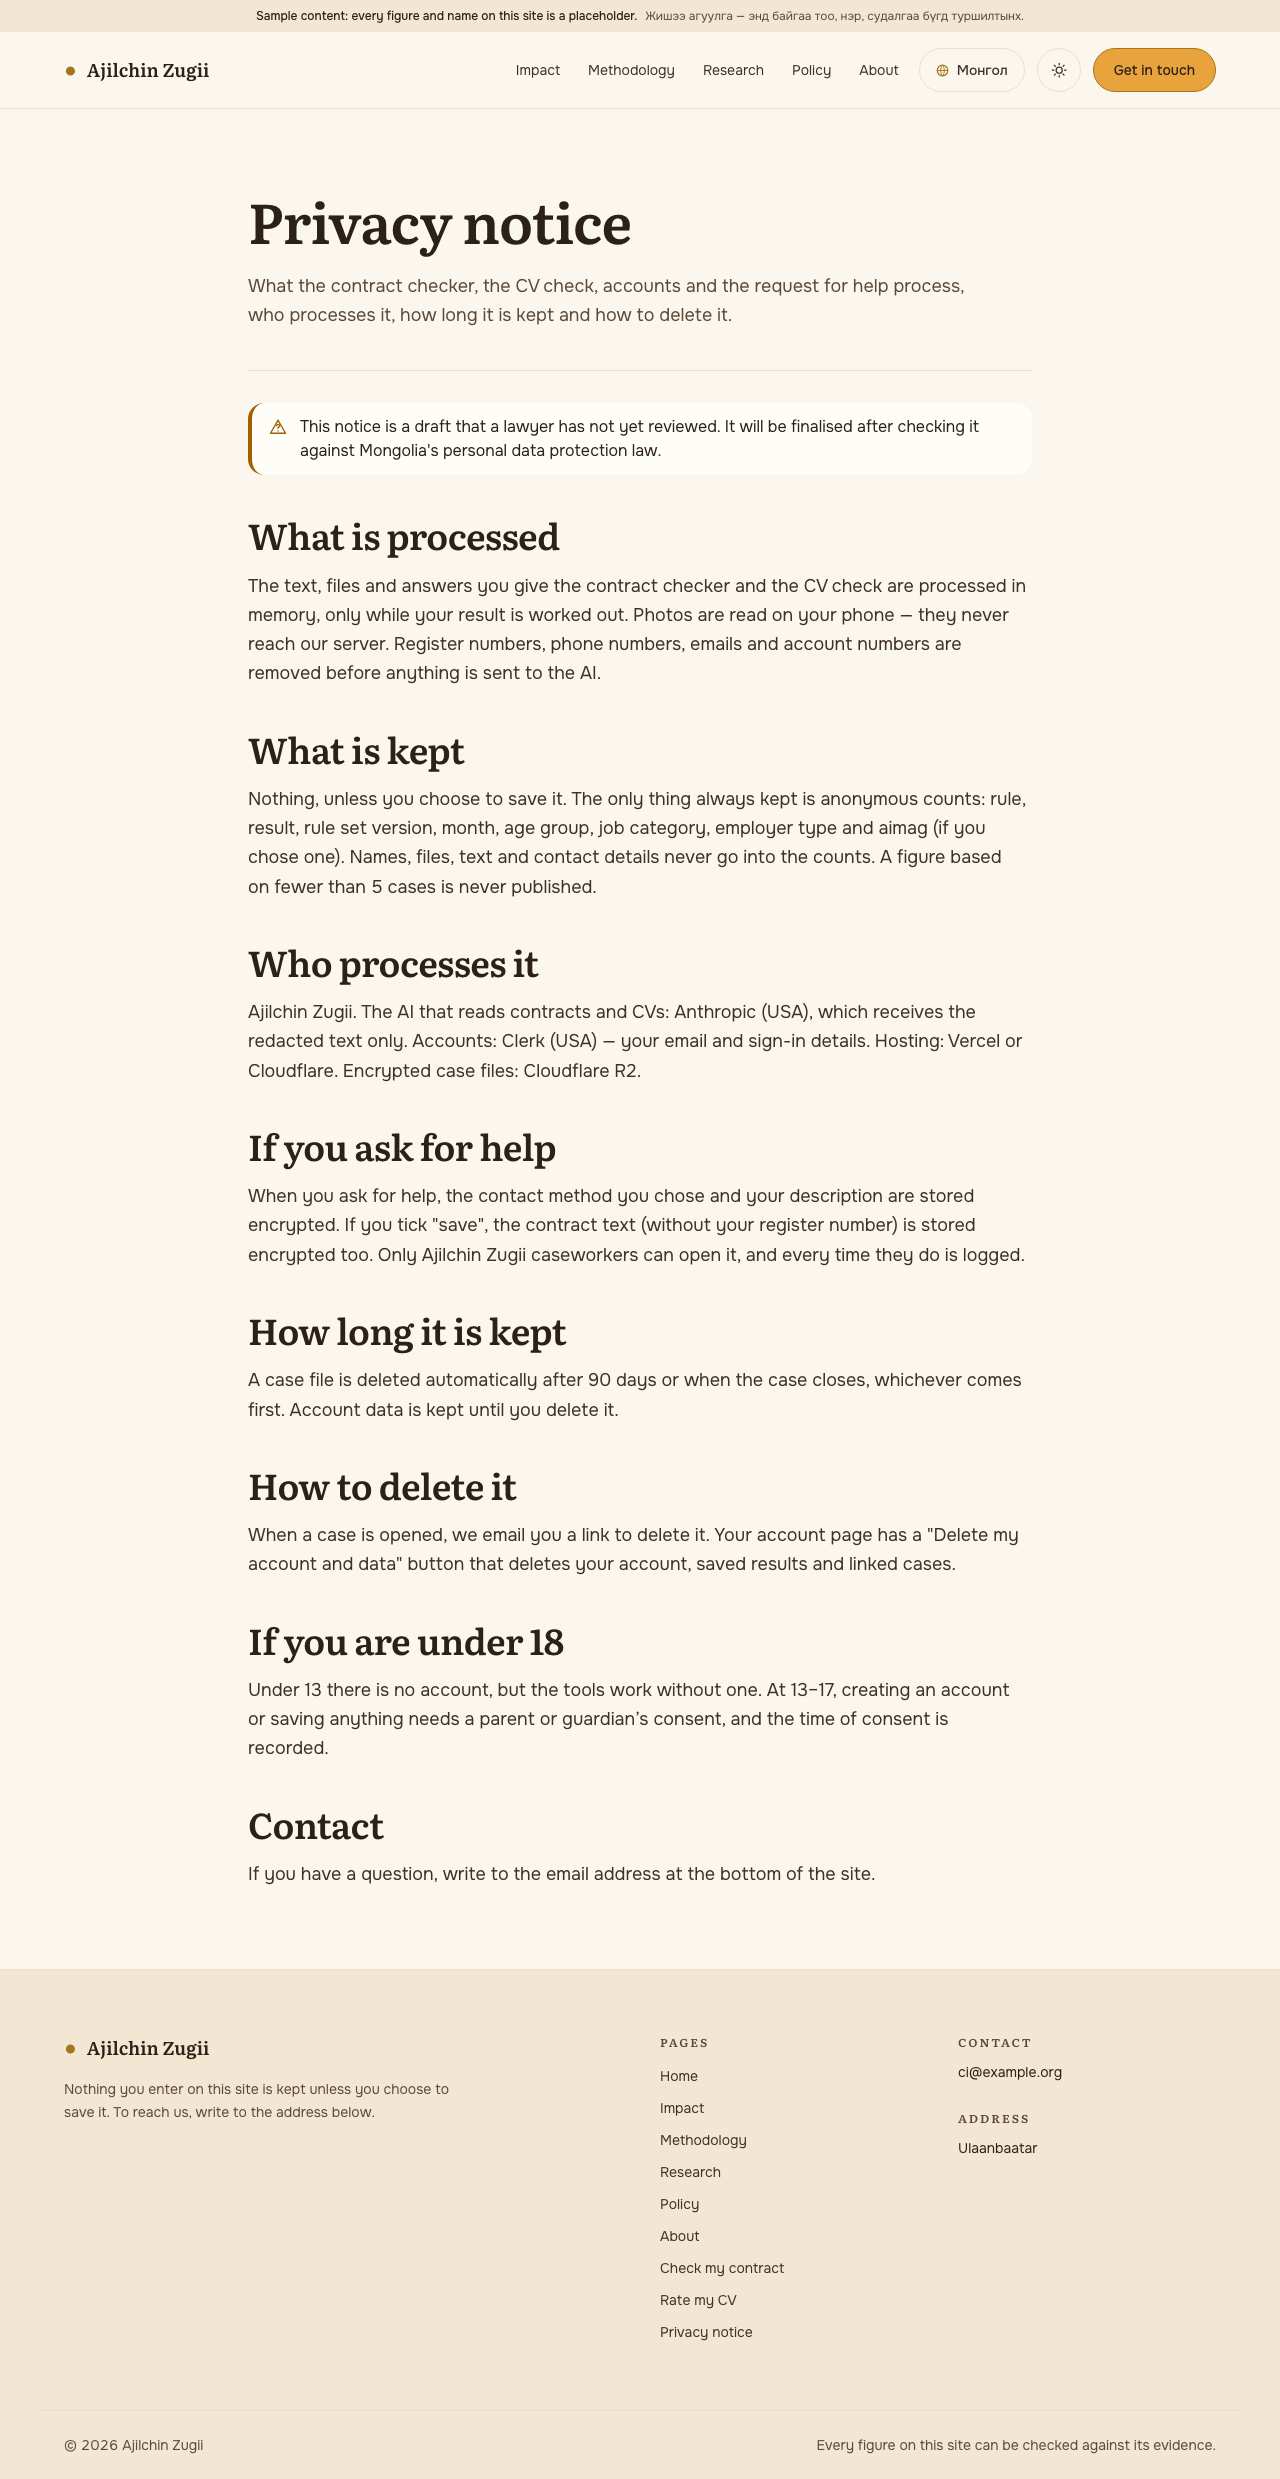 Sample content: every figure and name on this site is a placeholder. Жишээ агуулга — энд байгаа тоо, нэр, судалгаа бүгд туршилтынх.
Ajilchin Zugii Impact Methodology Research Policy About Монгол Get in touch
Privacy notice
What the contract checker, the CV check, accounts and the request for help process,
who processes it, how long it is kept and how to delete it.
This notice is a draft that a lawyer has not yet reviewed. It will be finalised after checking it
against Mongolia's personal data protection law.
What is processed
The text, files and answers you give the contract checker and the CV check are processed in
memory, only while your result is worked out. Photos are read on your phone — they never
reach our server. Register numbers, phone numbers, emails and account numbers are
removed before anything is sent to the AI.
What is kept
Nothing, unless you choose to save it. The only thing always kept is anonymous counts: rule,
result, rule set version, month, age group, job category, employer type and aimag (if you
chose one). Names, files, text and contact details never go into the counts. A figure based
on fewer than 5 cases is never published.
Who processes it
Ajilchin Zugii. The AI that reads contracts and CVs: Anthropic (USA), which receives the
redacted text only. Accounts: Clerk (USA) — your email and sign-in details. Hosting: Vercel or
Cloudflare. Encrypted case files: Cloudflare R2.
If you ask for help
When you ask for help, the contact method you chose and your description are stored
encrypted. If you tick "save", the contract text (without your register number) is stored
encrypted too. Only Ajilchin Zugii caseworkers can open it, and every time they do is logged.
How long it is kept
A case file is deleted automatically after 90 days or when the case closes, whichever comes
first. Account data is kept until you delete it.
How to delete it
When a case is opened, we email you a link to delete it. Your account page has a "Delete my
account and data" button that deletes your account, saved results and linked cases.
If you are under 18
Under 13 there is no account, but the tools work without one. At 13–17, creating an account
or saving anything needs a parent or guardian’s consent, and the time of consent is
recorded.
Contact
If you have a question, write to the email address at the bottom of the site.
Ajilchin Zugii
Nothing you enter on this site is kept unless you choose to
save it. To reach us, write to the address below.
PAGES
Home
Impact
Methodology
Research
Policy
About
Check my contract
Rate my CV
Privacy notice
CONTACT
ci@example.org
ADDRESS
Ulaanbaatar
© 2026 Ajilchin Zugii
Every figure on this site can be checked against its evidence.